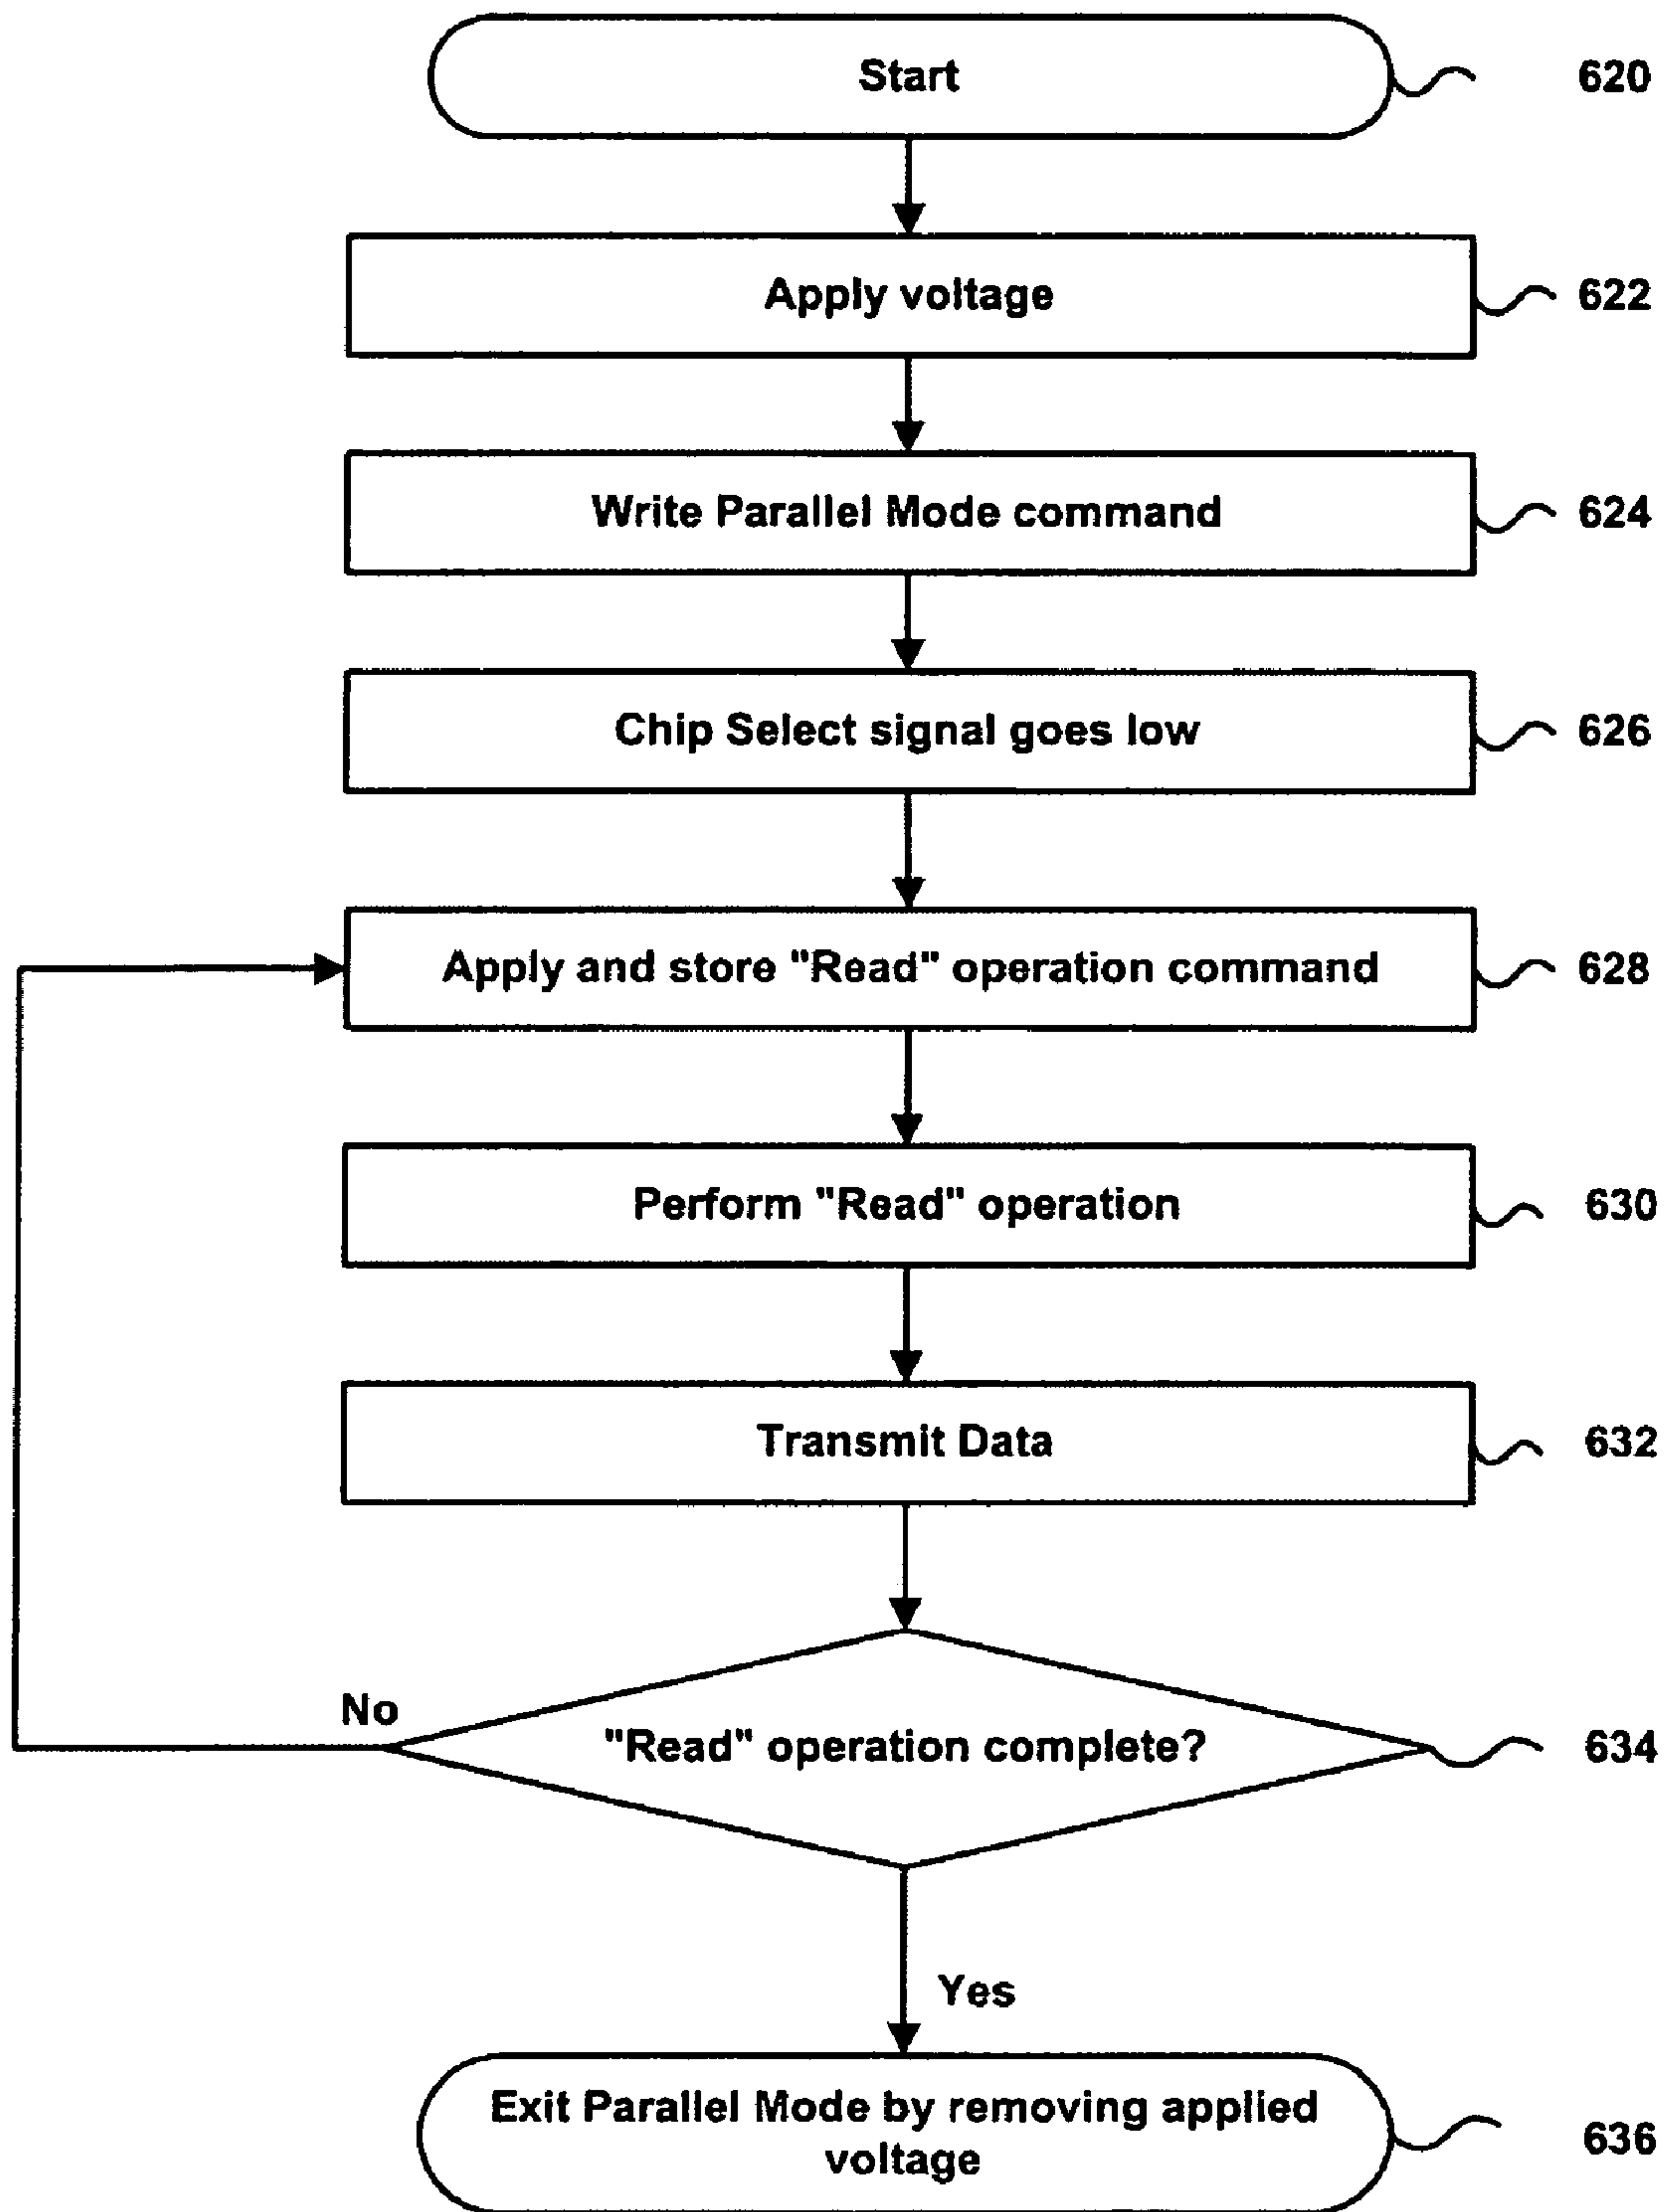 Start
620
Apply voltage
622
Write Parallel Mode command
624
Chip Select signal goes low
626
Apply and store "Read" operation command
628
Perform "Read" operation
630
Transmit Data
632
No
"Read" operation complete?
634
Yes
Exit Parallel Mode by removing applied
voltage
636